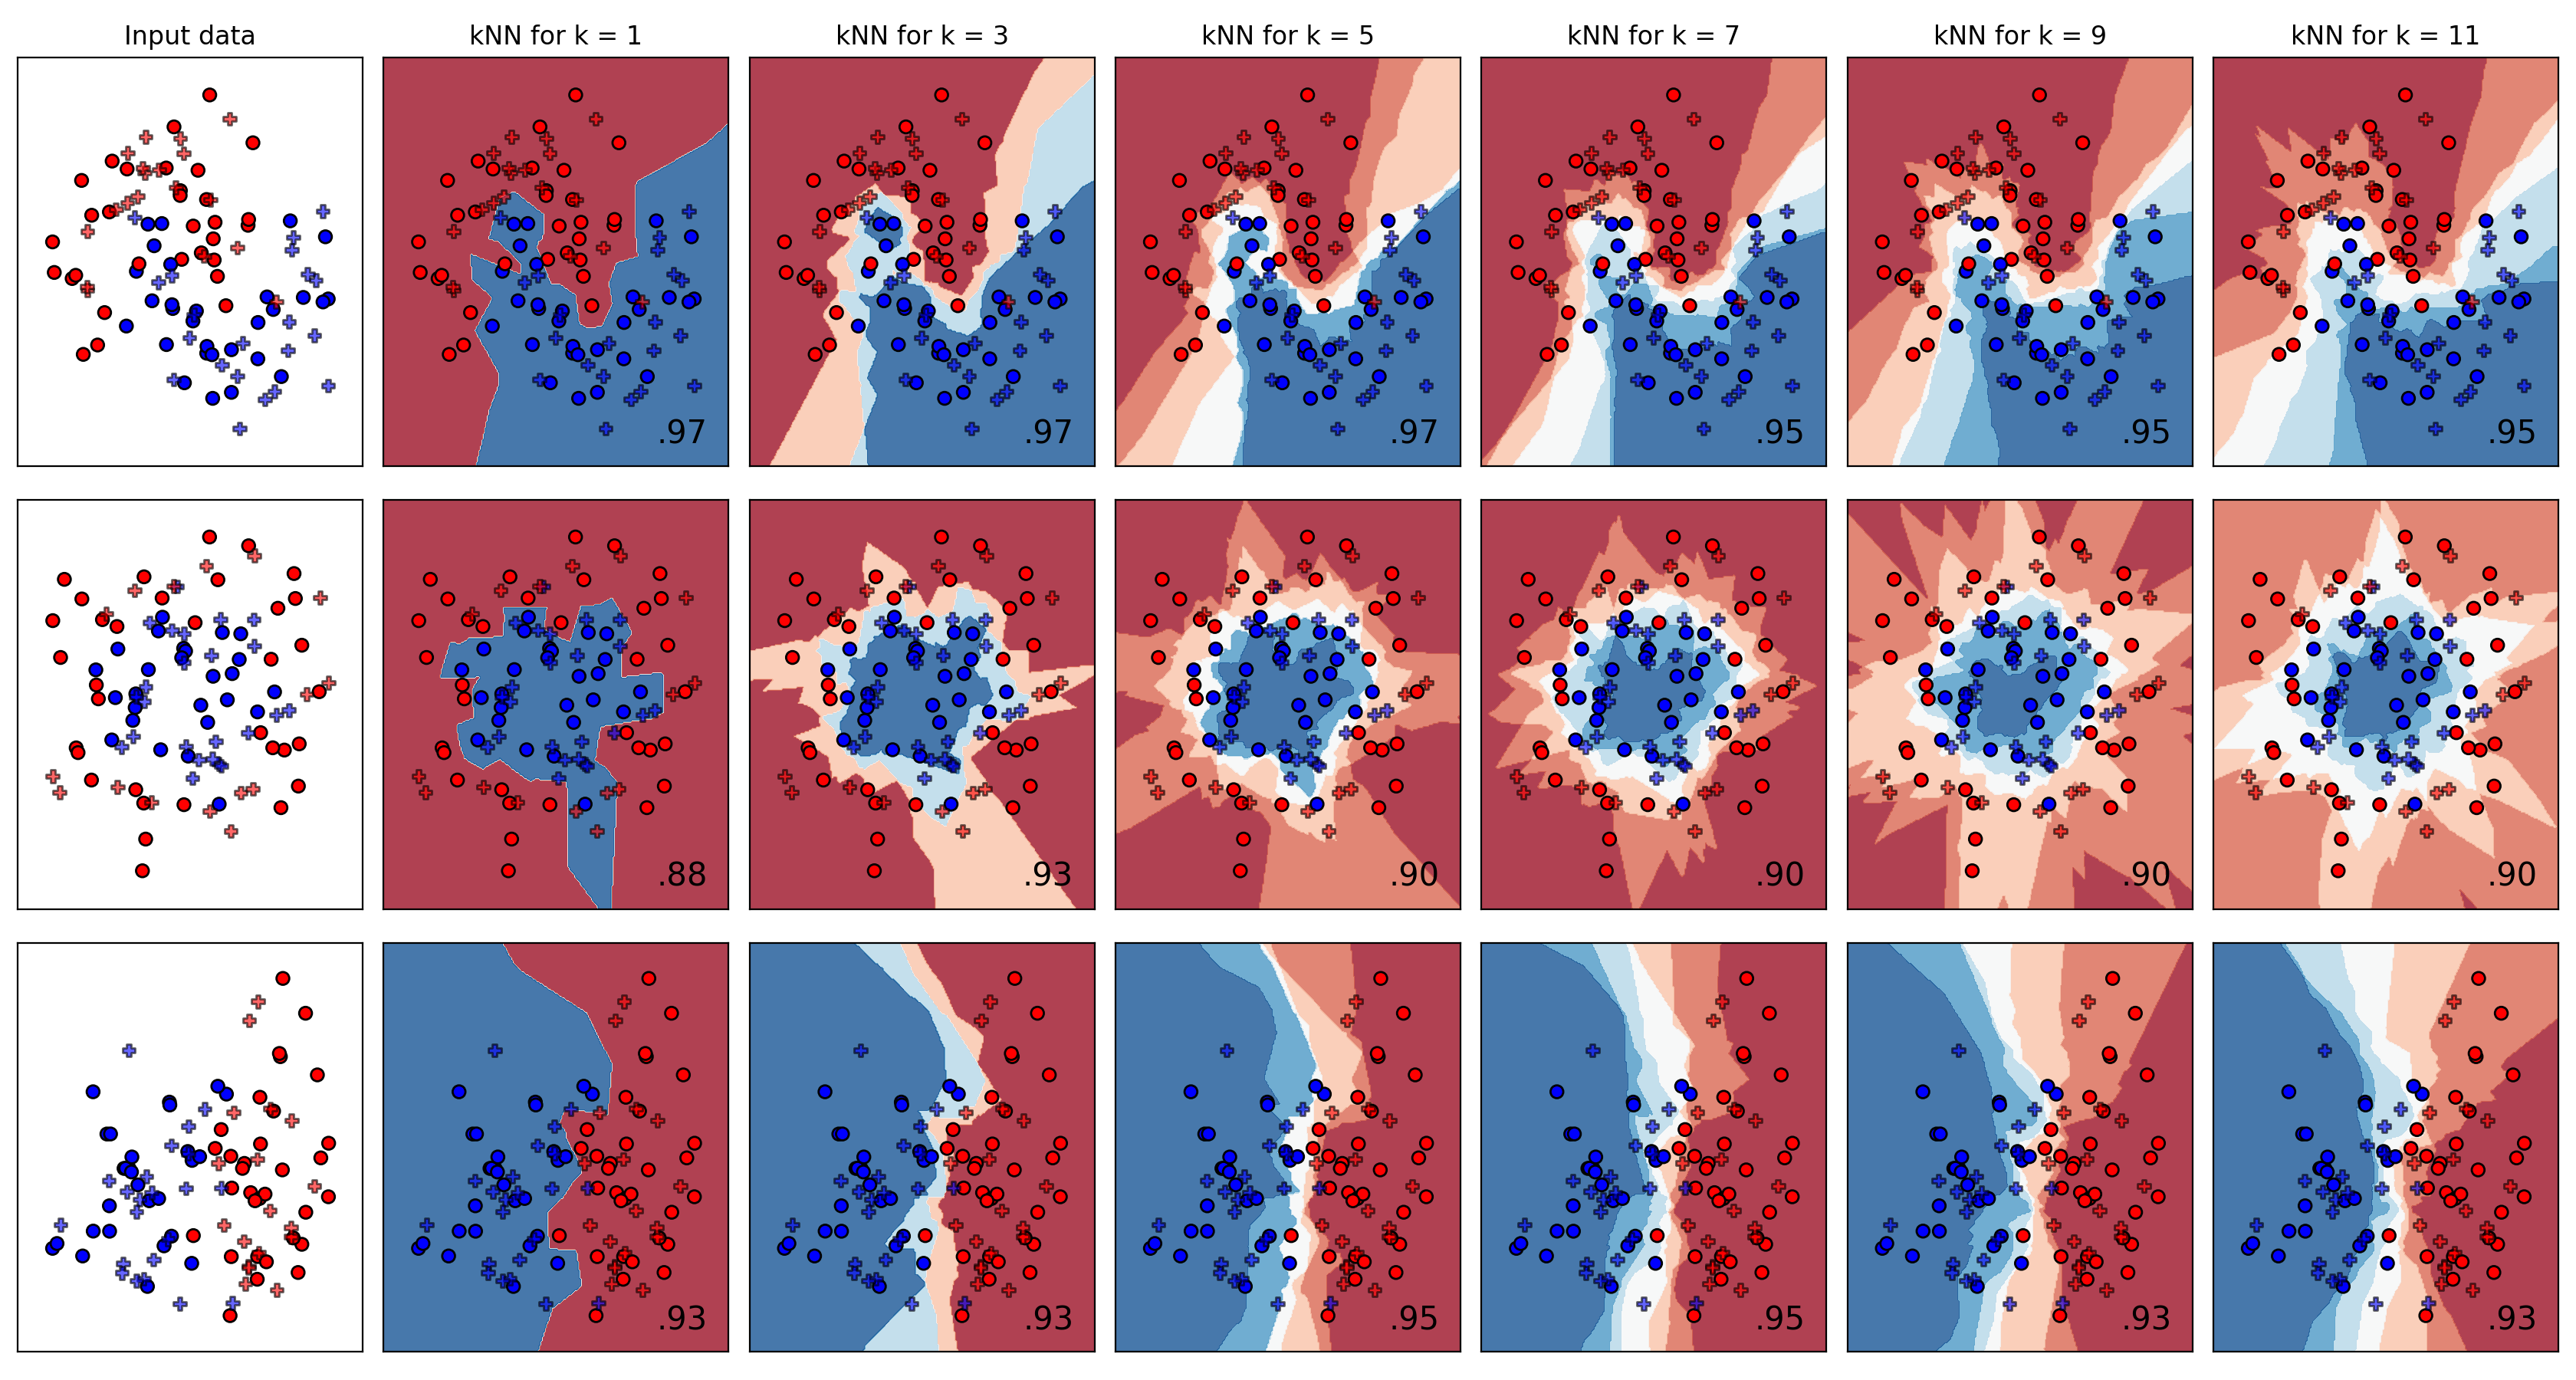 Input data
kNN for k = 1
kNN for k = 3
kNN for k = 5
kNN for k = 7
kNN for k = 9
kNN for k = 11
.97
.97
.97
.95
.95
.95
.88
.93
.90
.90
.90
.90
.93
.93
.95
.95
.93
.93